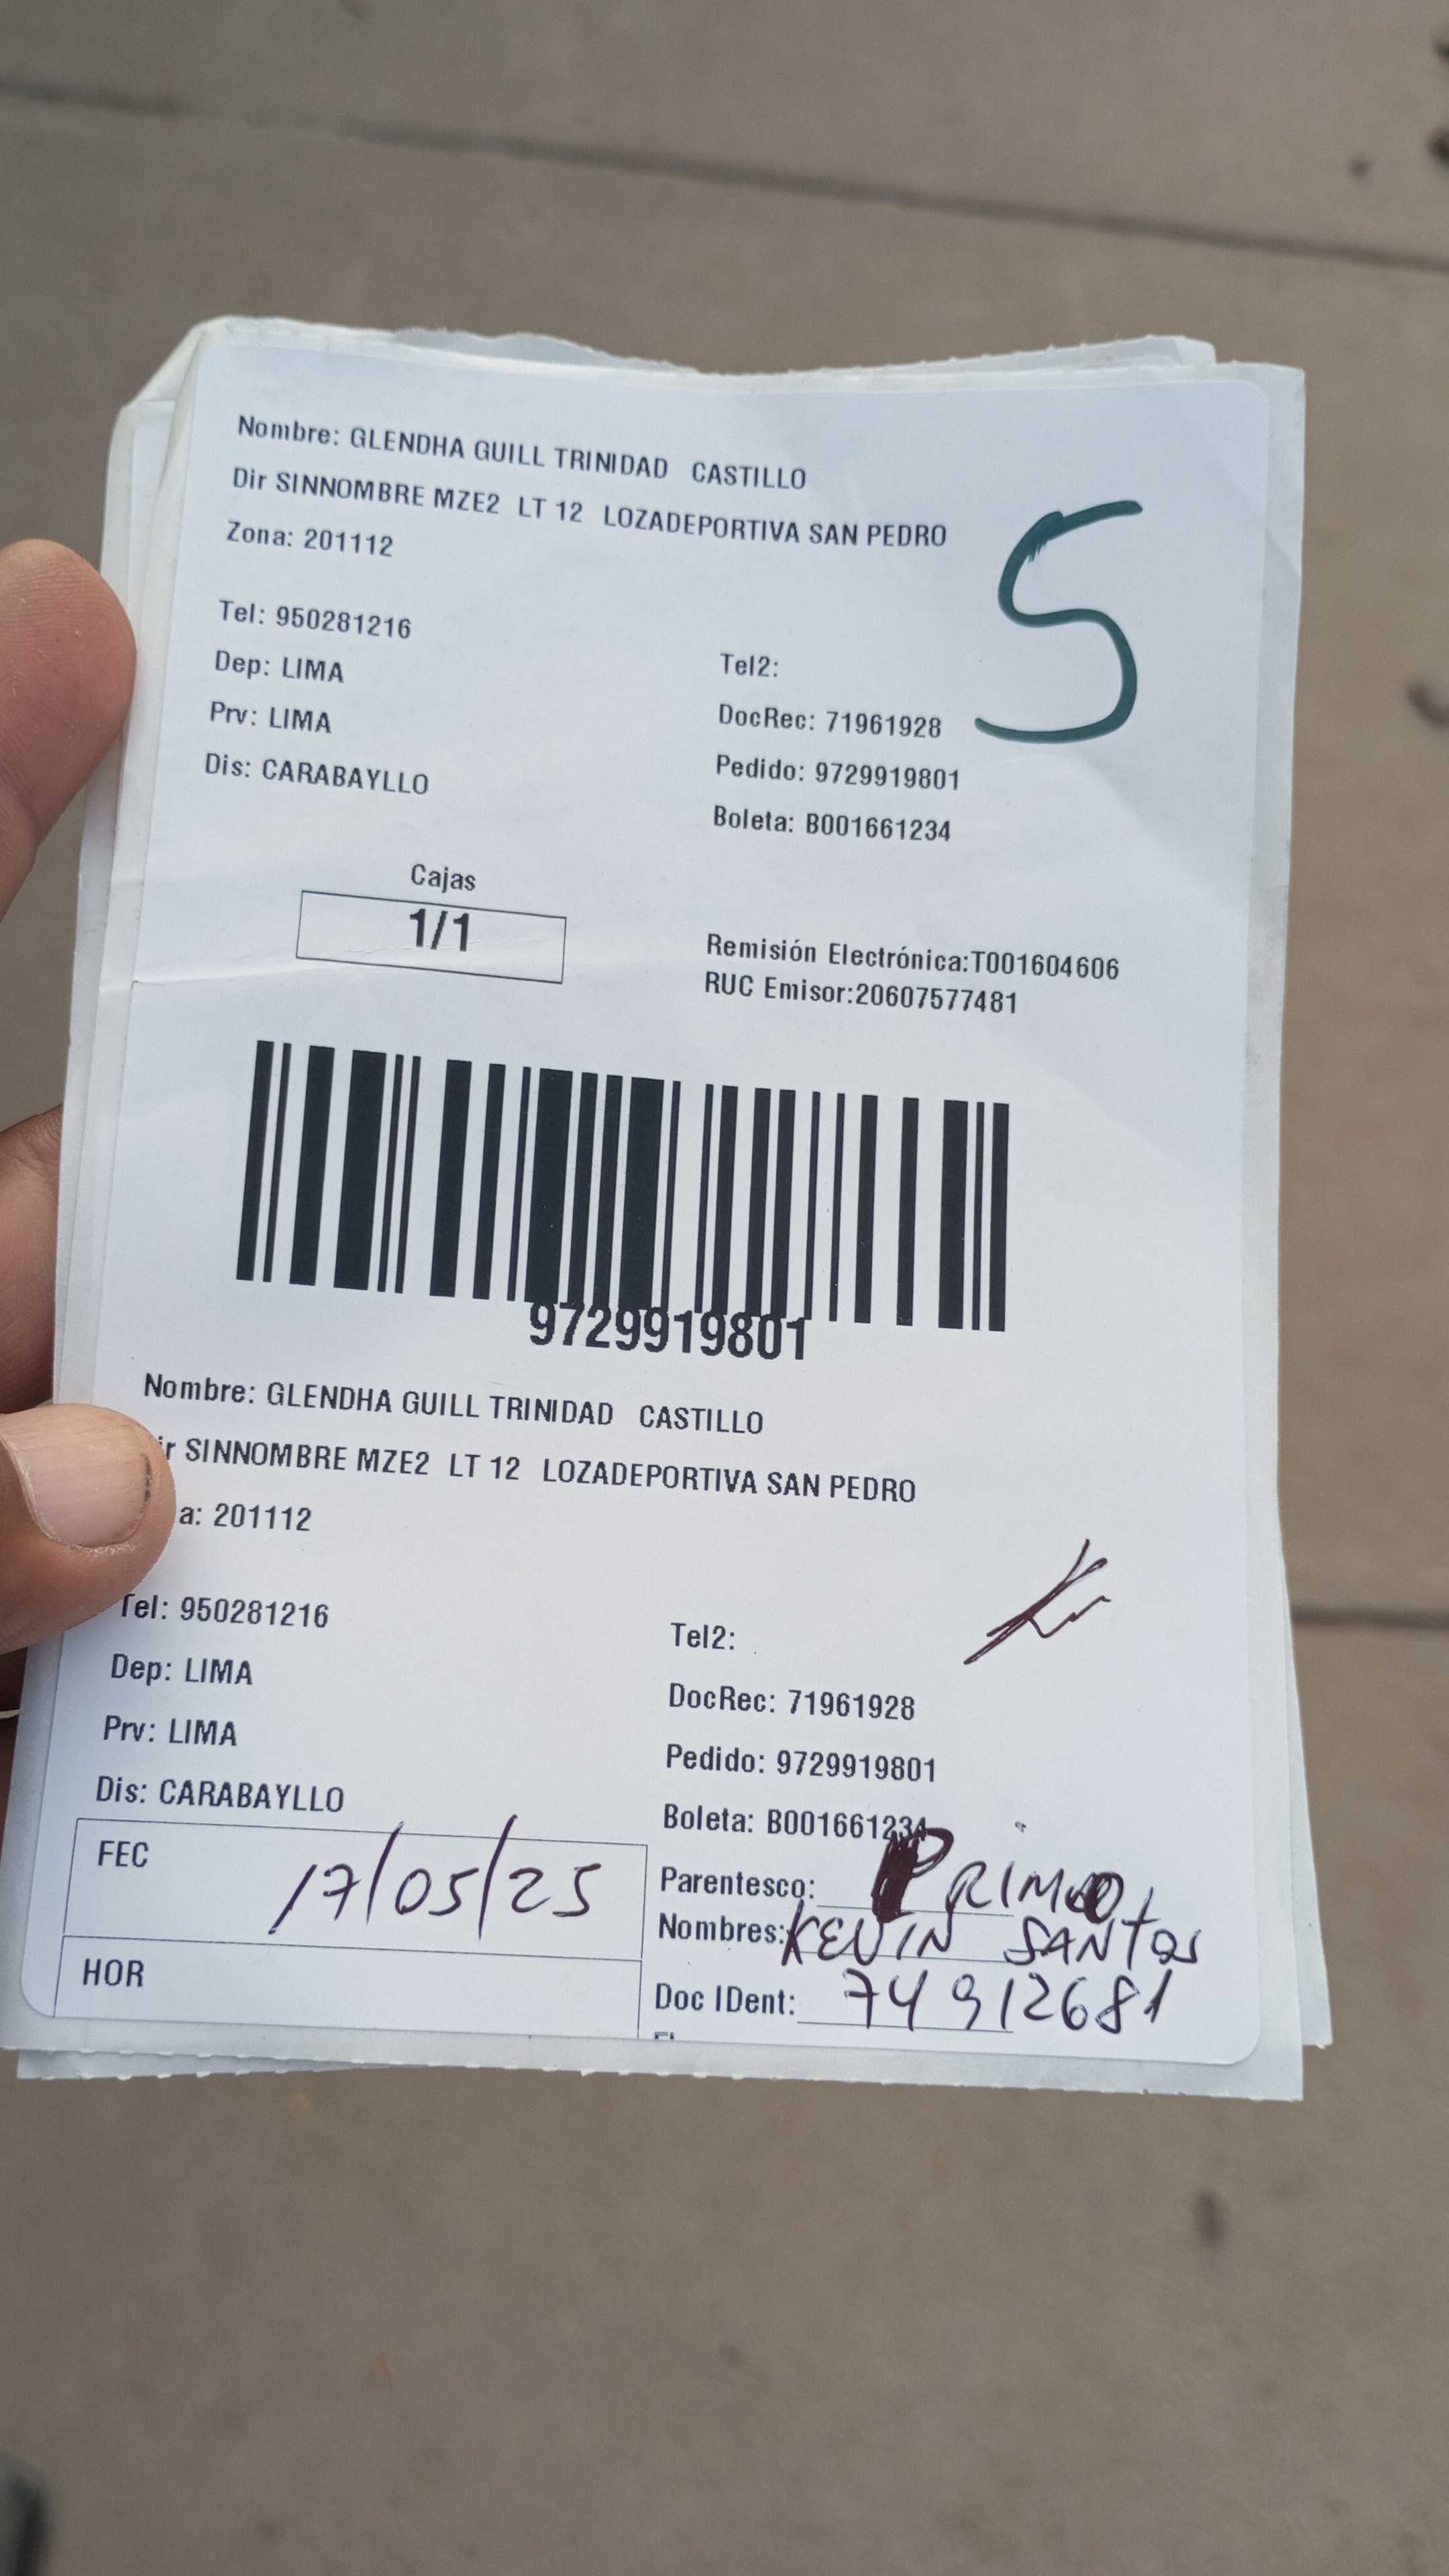 Nombre: GLENDHA GUILL TRINIDAD CASTILLO
Dir SINNOMBRE MZE2 LT 12 LOZADEPORTIVA SAN PEDRO
Zona: 201112
5
Tel: 950281216
Tel2:
Dep: LIMA
DocRec: 71961928
Prv: LIMA
Pedido: 9729919801
Dis: CARABAYLLO
Boleta: B001661234
Cajas
1/1
Remisión Electrónica:T001604606
RUC Emisor:20607577481
9729919801
Nombre: GLENDHA GUILL TRINIDAD CASTILLO
ir SINNOMBRE MZE2 LT 12 LOZADEPORTIVA SAN PEDRO
a: 201112
Tel: 950281216
Tel2:
Dep: LIMA
DocRec: 71961928
Prv: LIMA
Pedido: 9729919801
Dis: CARABAYLLO
Boleta: B001661234
FEC 17/05/25
Parentesco: PRIMO
Nombres: KEVIN SANTOS
HOR
Doc IDent: 74912681